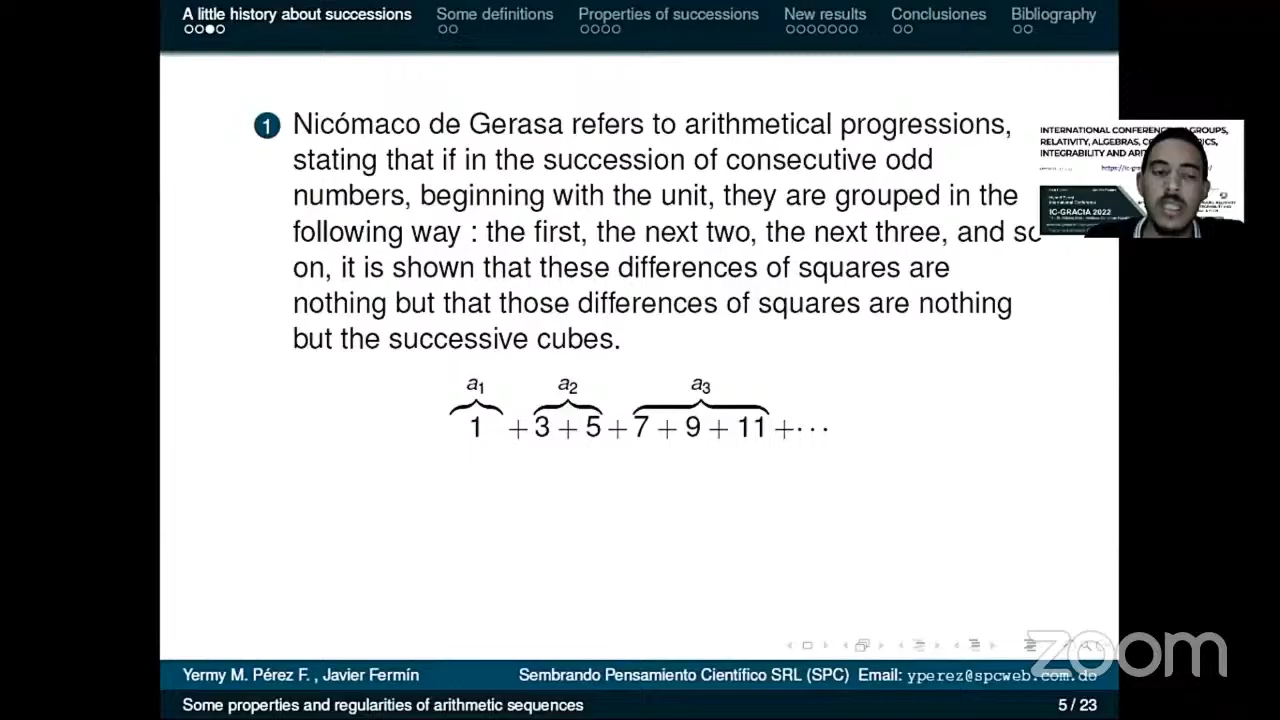 A little history about successions Some definitions Properties of successions New results Conclusiones Bibliography
1 Nicómaco de Gerasa refers to arithmetical progressions,
stating that if in the succession of consecutive odd
numbers, beginning with the unit, they are grouped in the
following way : the first, the next two, the next three, and so
on, it is shown that these differences of squares are
nothing but that those differences of squares are nothing
but the successive cubes.
a1 a2 a3
1 + 3 + 5 + 7 + 9 + 11 + ···
INTERNATIONAL CONFERENCE GROUPS,
RELATIVITY, ALGEBRAS,
INTEGRABILITY AND
IC-GRACIA 2022
zoom
Yermy M. Pérez F. , Javier Fermín Sembrando Pensamiento Científico SRL (SPC) Email: yperez@spcweb.com.do
Some properties and regularities of arithmetic sequences 5 / 23